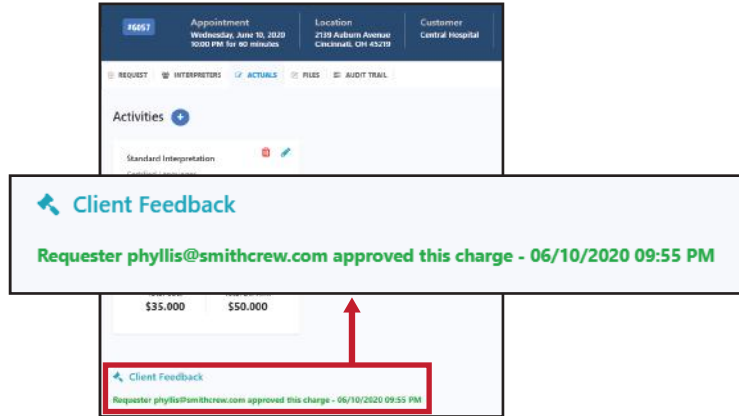 #6057
Appointment
Wednesday, June 10, 2020
10:00 PM for 60 minutes
Location
2139 Auburn Avenue
Cincinnati, OH 45219
Customer
Central Hospital
REQUEST INTERPRETERS ACTUALS FILES AUDIT TRAIL
Activities
Standard Interpretation
Client Feedback
Requester phyllis@smithcrew.com approved this charge - 06/10/2020 09:55 PM
$35.000 $50.000
Client Feedback
Requester phyllis@smithcrew.com approved this charge - 06/10/2020 09:55 PM